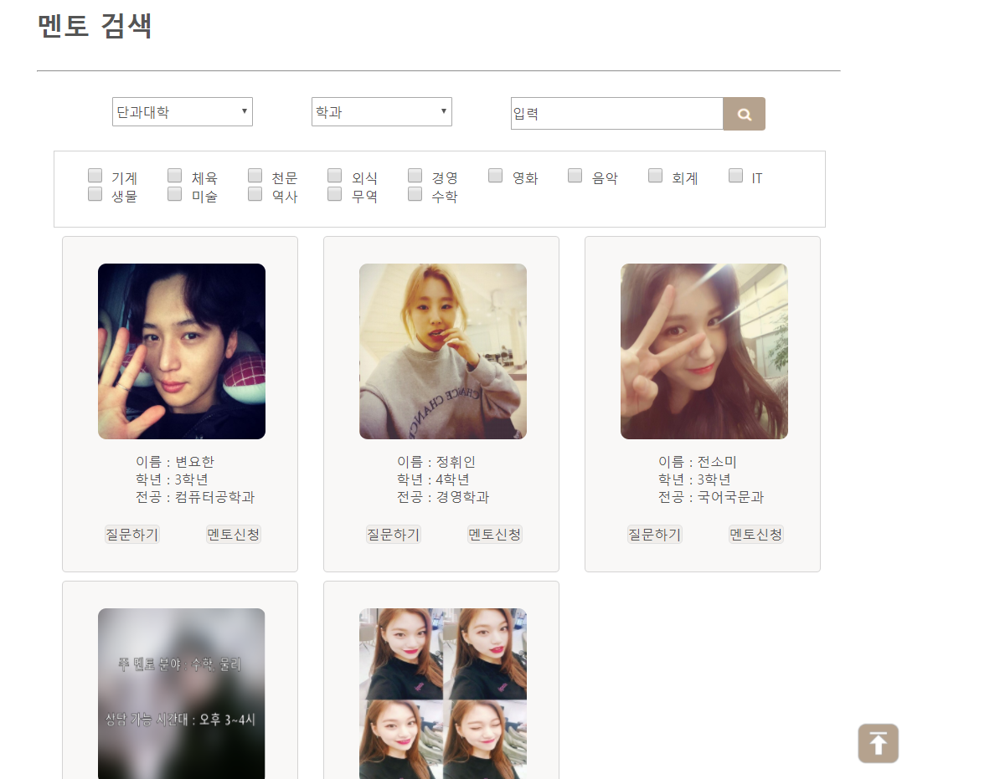 멘토 검색
단과대학 학과 입력
기계 체육 천문 외식 경영 영화 음악 회계 IT
생물 미술 역사 무역 수학
CHANCE CHANC
이름 : 변요한
학년 : 3학년
전공 : 컴퓨터공학과
질문하기 멘토신청
이름 : 정휘인
학년 : 4학년
전공 : 경영학과
질문하기 멘토신청
이름 : 전소미
학년 : 3학년
전공 : 국어국문과
질문하기 멘토신청
주 멘토 분야 : 수학, 물리
상담 가능 시간대 : 오후 3~4시